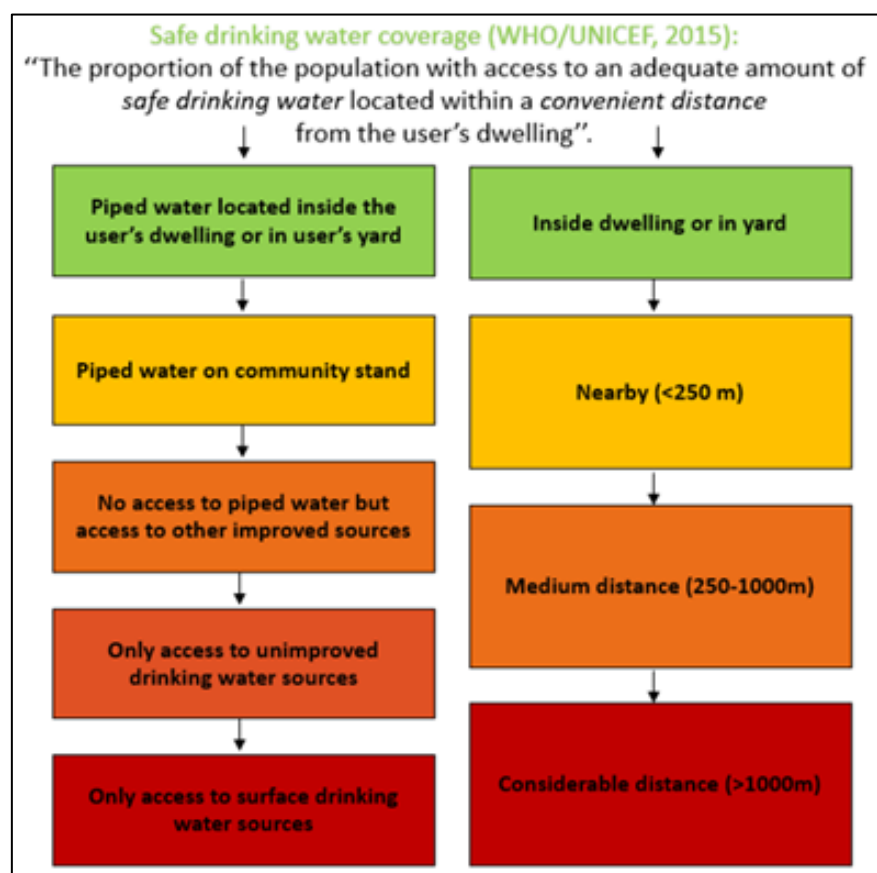 Safe drinking water coverage (WHO/UNICEF, 2015):
“The proportion of the population with access to an adequate amount of
safe drinking water located within a convenient distance
from the user’s dwelling”.
Piped water located inside the
user’s dwelling or in user’s yard
Piped water on community stand
No access to piped water but
access to other improved sources
Only access to unimproved
drinking water sources
Only access to surface drinking
water sources
Inside dwelling or in yard
Nearby (<250 m)
Medium distance (250-1000m)
Considerable distance (>1000m)